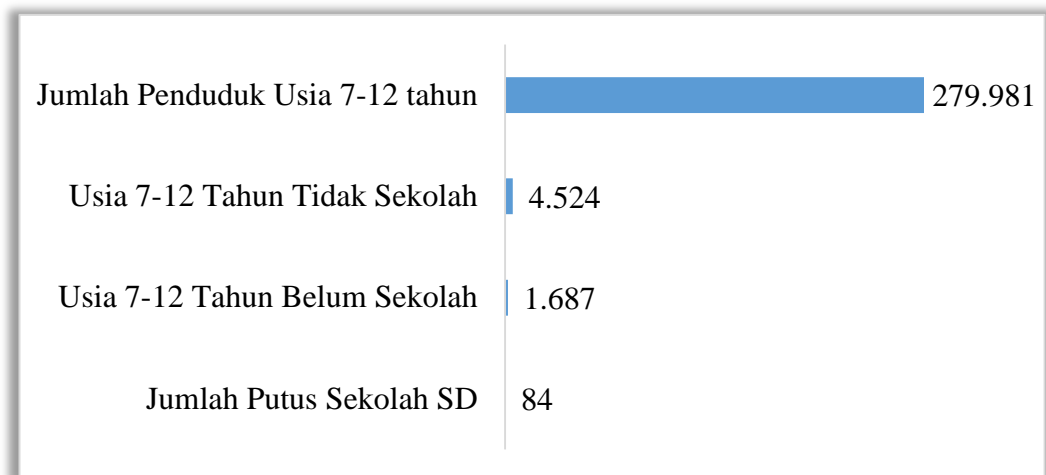 Jumlah Penduduk Usia 7-12 tahun 279.981
Usia 7-12 Tahun Tidak Sekolah 4.524
Usia 7-12 Tahun Belum Sekolah 1.687
Jumlah Putus Sekolah SD 84